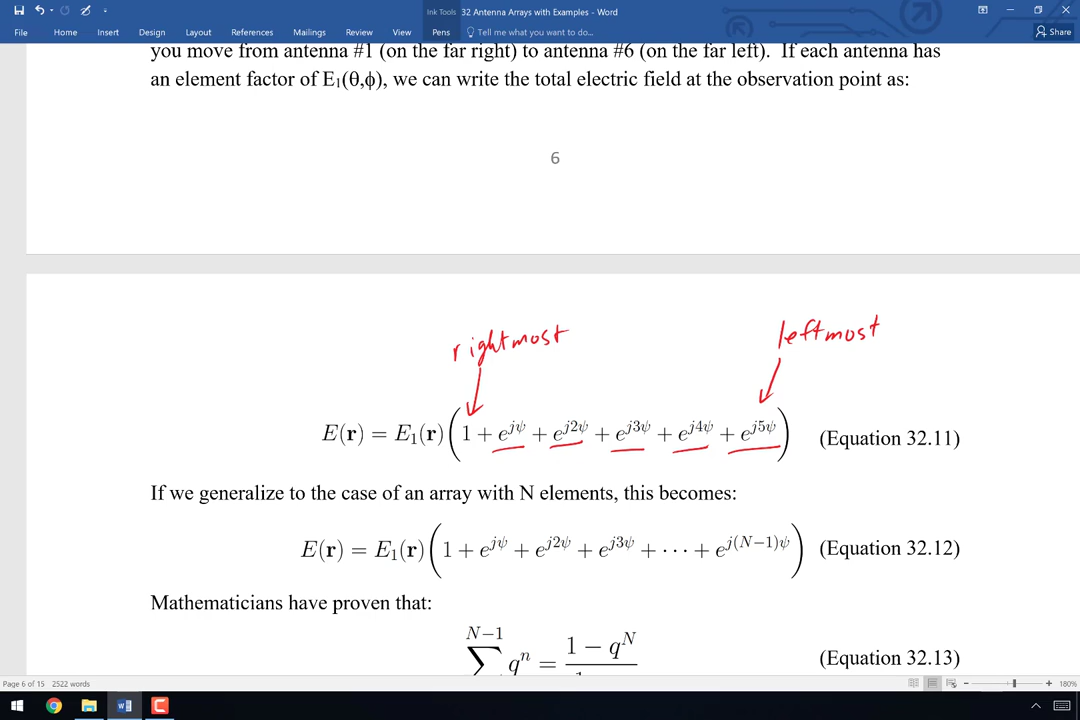 Ink Tools 32 Antenna Arrays with Examples - Word
File Home Insert Design Layout References Mailings Review View Pens Tell me what you want to do... Share
you move from antenna #1 (on the far right) to antenna #6 (on the far left). If each antenna has
an element factor of E₁(θ,ϕ), we can write the total electric field at the observation point as:
6
rightmost leftmost
E(r) = E₁(r)(1 + e^{jψ} + e^{j2ψ} + e^{j3ψ} + e^{j4ψ} + e^{j5ψ}) (Equation 32.11)
If we generalize to the case of an array with N elements, this becomes:
E(r) = E₁(r)(1 + e^{jψ} + e^{j2ψ} + e^{j3ψ} + ⋯ + e^{j(N−1)ψ}) (Equation 32.12)
Mathematicians have proven that:
N−1
∑ qⁿ = 1 − q^N (Equation 32.13)
Page 6 of 15 2522 words 180%